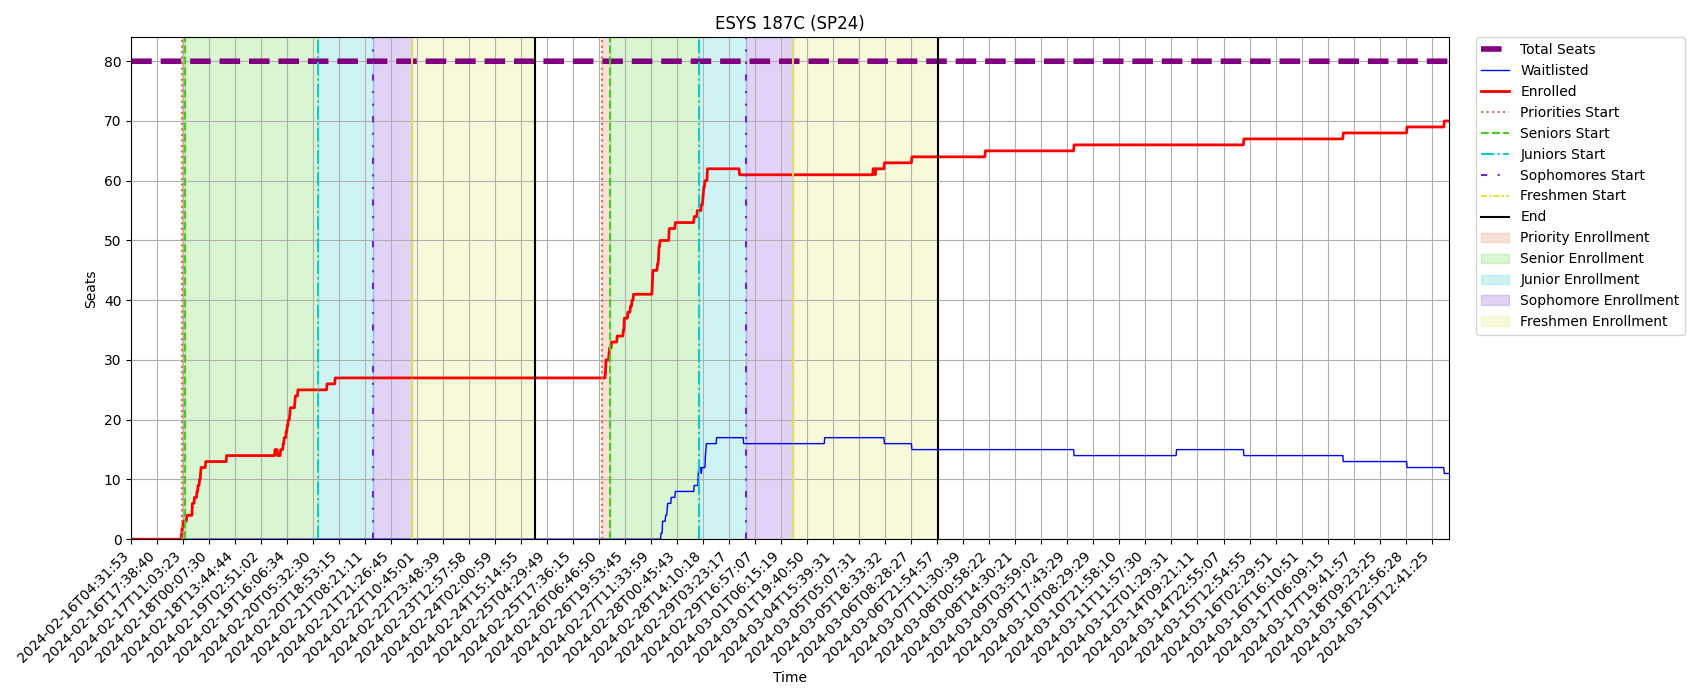 ESYS 187C (SP24)
Total Seats
Waitlisted
Enrolled
Priorities Start
Seniors Start
Juniors Start
Sophomores Start
Freshmen Start
End
Priority Enrollment
Senior Enrollment
Junior Enrollment
Sophomore Enrollment
Freshmen Enrollment
Seats
80
70
60
50
40
30
20
10
0
2024-02-16T04:31:53
2024-02-16T17:38:40
2024-02-17T11:03:23
2024-02-18T00:07:30
2024-02-18T13:44:44
2024-02-19T02:51:02
2024-02-19T16:06:34
2024-02-20T05:32:30
2024-02-20T18:53:15
2024-02-21T08:21:11
2024-02-21T21:26:45
2024-02-22T10:45:01
2024-02-22T23:48:39
2024-02-23T12:57:58
2024-02-24T02:00:59
2024-02-24T15:14:55
2024-02-25T04:29:49
2024-02-25T17:36:15
2024-02-26T06:46:50
2024-02-26T19:53:45
2024-02-27T11:33:59
2024-02-28T00:45:43
2024-02-28T14:10:18
2024-02-29T03:23:17
2024-02-29T16:57:07
2024-03-01T06:15:19
2024-03-01T19:40:50
2024-03-04T15:39:31
2024-03-05T05:07:31
2024-03-05T18:33:32
2024-03-06T08:28:27
2024-03-06T21:54:57
2024-03-07T11:30:39
2024-03-08T00:58:22
2024-03-08T14:30:21
2024-03-09T03:59:02
2024-03-09T17:43:29
2024-03-10T08:29:29
2024-03-10T21:58:10
2024-03-11T11:57:30
2024-03-12T01:29:31
2024-03-14T09:21:11
2024-03-14T22:55:07
2024-03-15T12:54:55
2024-03-16T02:29:51
2024-03-16T16:10:51
2024-03-17T06:09:15
2024-03-17T19:41:57
2024-03-18T09:23:25
2024-03-18T22:56:28
2024-03-19T12:41:25
Time